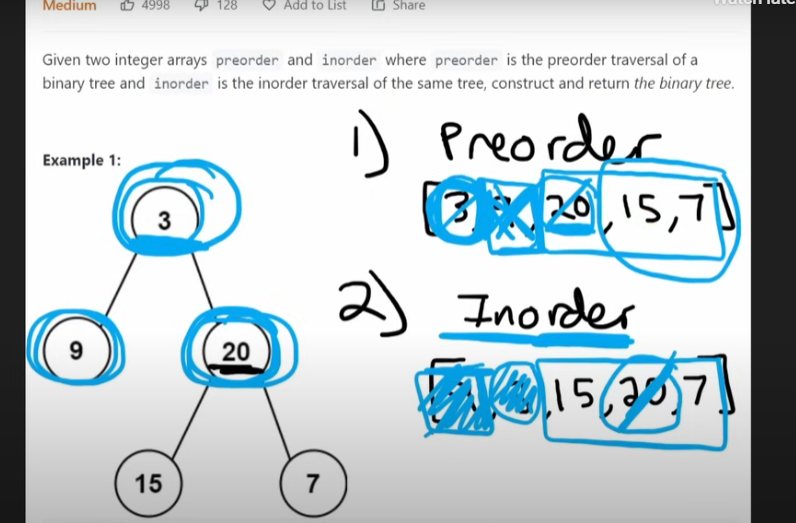 Medium 4998 128 Add to List Share
Given two integer arrays preorder and inorder where preorder is the preorder traversal of a
binary tree and inorder is the inorder traversal of the same tree, construct and return the binary tree.
Example 1:
1) Preorder
[3, ,20,15,7]
3
2) Inorder
9
20
[ , ,15,20,7]
15
7